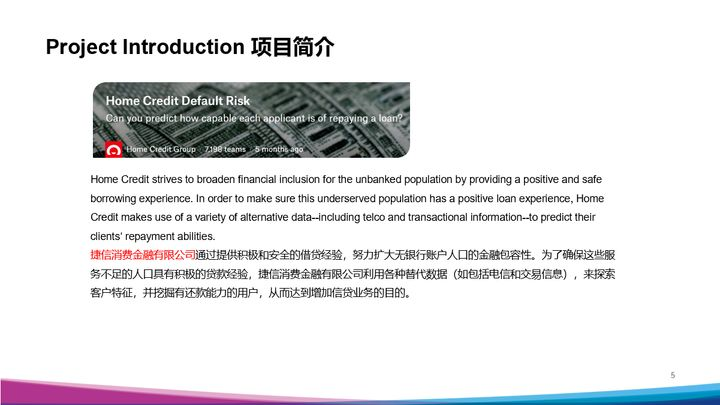 Project Introduction 项目简介
Home Credit Default Risk
Can you predict how capable each applicant is of repaying a loan?
Home Credit Group 7,198 teams 5 months ago
Home Credit strives to broaden financial inclusion for the unbanked population by providing a positive and safe
borrowing experience. In order to make sure this underserved population has a positive loan experience, Home
Credit makes use of a variety of alternative data--including telco and transactional information--to predict their
clients' repayment abilities.
捷信消费金融有限公司通过提供积极和安全的借贷经验，努力扩大无银行账户人口的金融包容性。为了确保这些服
务不足的人口具有积极的贷款经验，捷信消费金融有限公司利用各种替代数据（如包括电信和交易信息），来探索
客户特征，并挖掘有还款能力的用户，从而达到增加信贷业务的目的。
5